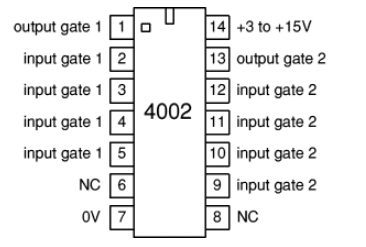 output gate 1 1 14 +3 to +15V
input gate 1 2 13 output gate 2
input gate 1 3 12 input gate 2
input gate 1 4 4002 11 input gate 2
input gate 1 5 10 input gate 2
NC 6 9 input gate 2
0V 7 8 NC